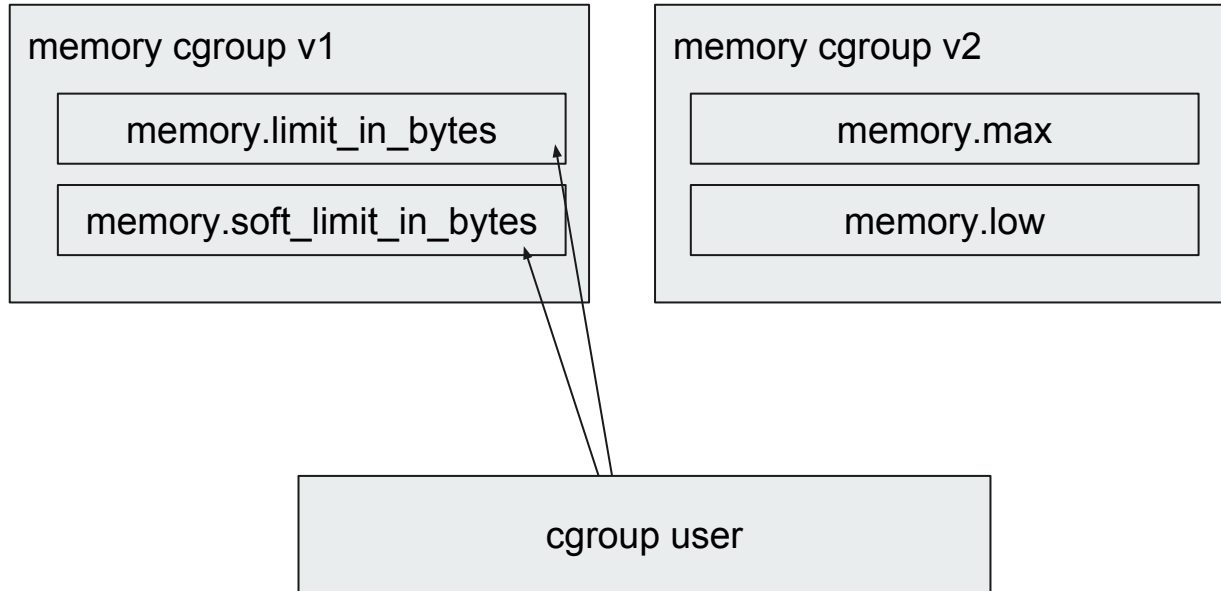 memory cgroup v1
memory.limit_in_bytes
memory.soft_limit_in_bytes
memory cgroup v2
memory.max
memory.low
cgroup user